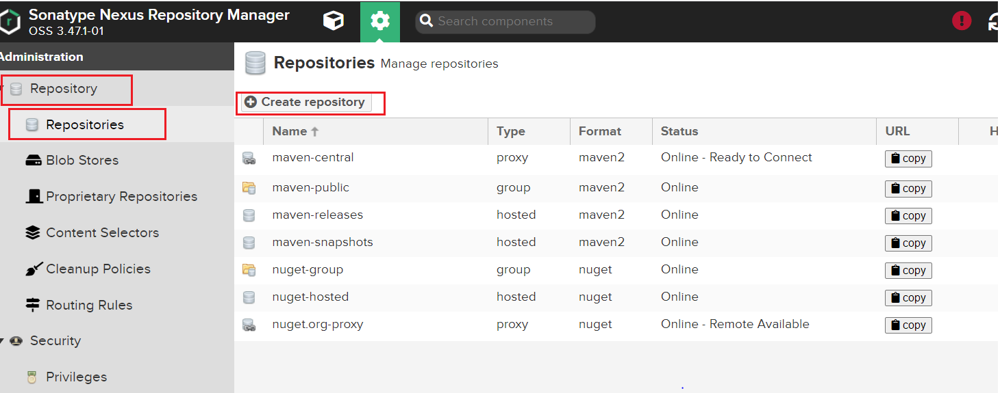 Sonatype Nexus Repository Manager
OSS 3.47.1-01
Search components
Administration
Repository
Repositories
Blob Stores
Proprietary Repositories
Content Selectors
Cleanup Policies
Routing Rules
Security
Privileges
Repositories Manage repositories
Create repository
Name Type Format Status URL H
maven-central proxy maven2 Online - Ready to Connect copy
maven-public group maven2 Online copy
maven-releases hosted maven2 Online copy
maven-snapshots hosted maven2 Online copy
nuget-group group nuget Online copy
nuget-hosted hosted nuget Online copy
nuget.org-proxy proxy nuget Online - Remote Available copy